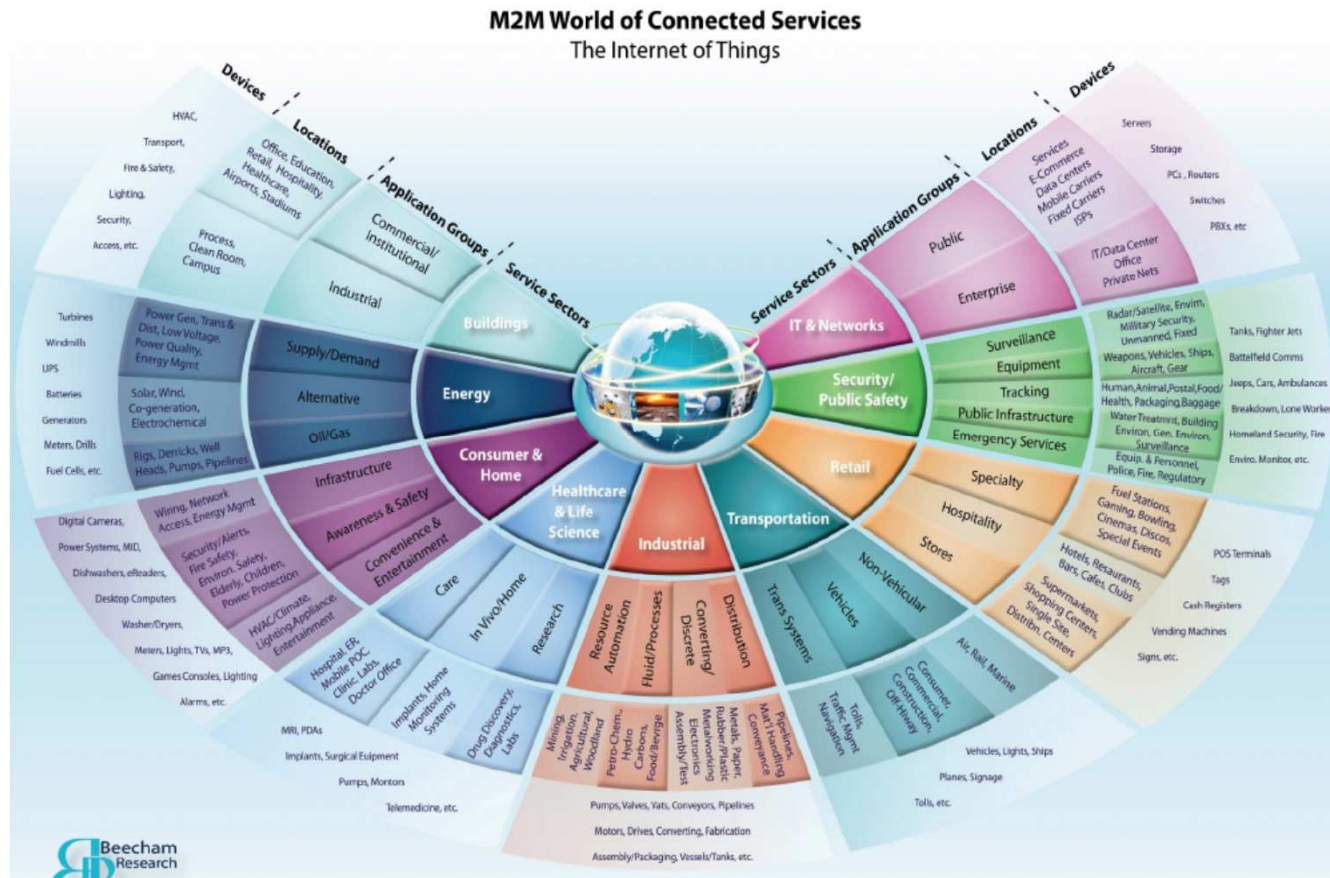 M2M World of Connected Services
The Internet of Things
Devices
Locations
Application Groups
Service Sectors
Service Sectors
Application Groups
Locations
Devices
Buildings
Commercial/
Institutional
Industrial
Office, Education,
Retail, Hospitality,
Healthcare,
Airports, Stadiums
Process,
Clean Room,
Campus
HVAC,
Transport,
Fire & Safety,
Lighting,
Security,
Access, etc.
Energy
Supply/Demand
Alternative
Oil/Gas
Power Gen, Trans &
Dist, Low Voltage,
Power Quality,
Energy Mgmt
Solar, Wind,
Co-generation,
Electrochemical
Rigs, Derricks, Well
Heads, Pumps, Pipelines
Turbines
Windmills
UPS
Batteries
Generators
Meters, Drills
Fuel Cells, etc.
Consumer &
Home
Infrastructure
Awareness & Safety
Convenience &
Entertainment
Wiring, Network
Access, Energy Mgmt
Security/Alerts,
Fire Safety,
Environ. Safety,
Elderly, Children,
Power Protection
HVAC/Climate,
Lighting/Appliance,
Entertainment
Digital Cameras,
Power Systems, MID,
Dishwashers, eReaders,
Desktop Computers
Washer/Dryers,
Meters, Lights, TVs, MP3,
Games Consoles, Lighting
Alarms, etc.
Healthcare
& Life
Science
Care
In Vivo/Home
Research
Hospital, ER,
Mobile POC,
Clinic, Labs,
Doctor Office
Implants, Home
Monitoring
Systems
Drug Discovery,
Diagnostics,
Labs
MRI, PDAs
Implants, Surgical Euipment
Pumps, Montors
Telemedicine, etc.
Industrial
Resource
Automation
Fluid/Processes
Converting/
Discrete
Distribution
Mining,
Irrigation,
Agricultural,
Woodland
Petro-Chem.,
Hydro
Carbons,
Food/Bevrge
Metals, Paper,
Rubber/Plastic
Metalworking
Electronics
Assembly/Test
Pipelines,
Mat'l Handling
Conveyance
Pumps, Valves, Vats, Conveyors, Pipelines
Motors, Drives, Converting, Fabrication
Assembly/Packaging, Vessels/Tanks, etc.
Transportation
Trans Systems
Vehicles
Non-Vehicular
Tolls,
Traffic Mgmt
Navigation
Consumer,
Commercial,
Construction,
Off-Hiway
Air, Rail, Marine
Vehicles, Lights, Ships
Planes, Signage
Tolls, etc.
Retail
Specialty
Hospitality
Stores
Fuel Stations,
Gaming, Bowling,
Cinemas, Discos,
Special Events
Hotels, Resaurants,
Bars, Cafes, Clubs
Supermarkets,
Shopping Centers,
Single Site,
Distribn. Centers
POS Terminals
Tags
Cash Registers
Vending Machines
Signs, etc.
Security/
Public Safety
Surveillance
Equipment
Tracking
Public Infrastructure
Emergency Services
Radar/Satellite, Envirn,
Millitary Security,
Unmanned, Fixed
Weapons, Vehicles, Ships,
Aircraft, Gear
Human,Animal,Postal,Food/
Health, Packaging,Baggage
Water Treatmnt, Building
Environ, Gen. Environ,
Surveillance
Equip. & Personnel,
Police, Fire, Regulatory
Tanks, Fighter Jets
Battelfield Comms
Jeeps, Cars, Ambulances
Breakdown, Lone Worker
Homeland Security, Fire
Enviro. Monitor, etc.
IT & Networks
Public
Enterprise
Services
E-Commerce
Data Centers
Mobile Carriers
Fixed Carriers
ISPs
IT/Data Center
Office
Private Nets
Servers
Storage
PCs , Routers
Switches
PBXs, etc
Beecham
Research